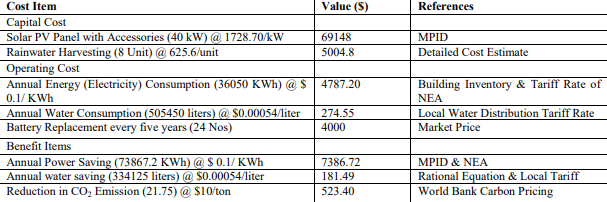 Cost Item Value ($) References
Capital Cost
Solar PV Panel with Accessories (40 kW) @ 1728.70/kW 69148 MPID
Rainwater Harvesting (8 Unit) @ 625.6/unit 5004.8 Detailed Cost Estimate
Operating Cost
Annual Energy (Electricity) Consumption (36050 KWh) @ $ 4787.20 Building Inventory & Tariff Rate of
0.1/ KWh NEA
Annual Water Consumption (505450 liters) @ $0.00054/liter 274.55 Local Water Distribution Tariff Rate
Battery Replacement every five years (24 Nos) 4000 Market Price
Benefit Items
Annual Power Saving (73867.2 KWh) @ $ 0.1/ KWh 7386.72 MPID & NEA
Annual water saving (334125 liters) @ $0.00054/liter 181.49 Rational Equation & Local Tariff
Reduction in CO₂ Emission (21.75) @ $10/ton 523.40 World Bank Carbon Pricing